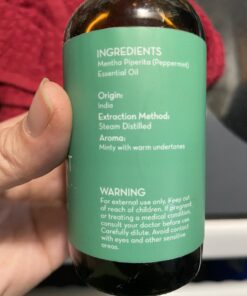 INGREDIENTS
Mentha Piperita (Peppermint)
Essential Oil
Origin:
Indie
Extraction Method:
Steam Distilled
Aroma:
Minty with warm undertones
T
WARNING
For external use only. Keep out
of reach of children. If pregnant
or treating a medical condition,
consult your doctor before use.
Carefully dilute. Avoid contact
with eyes and other sensitive
areas.